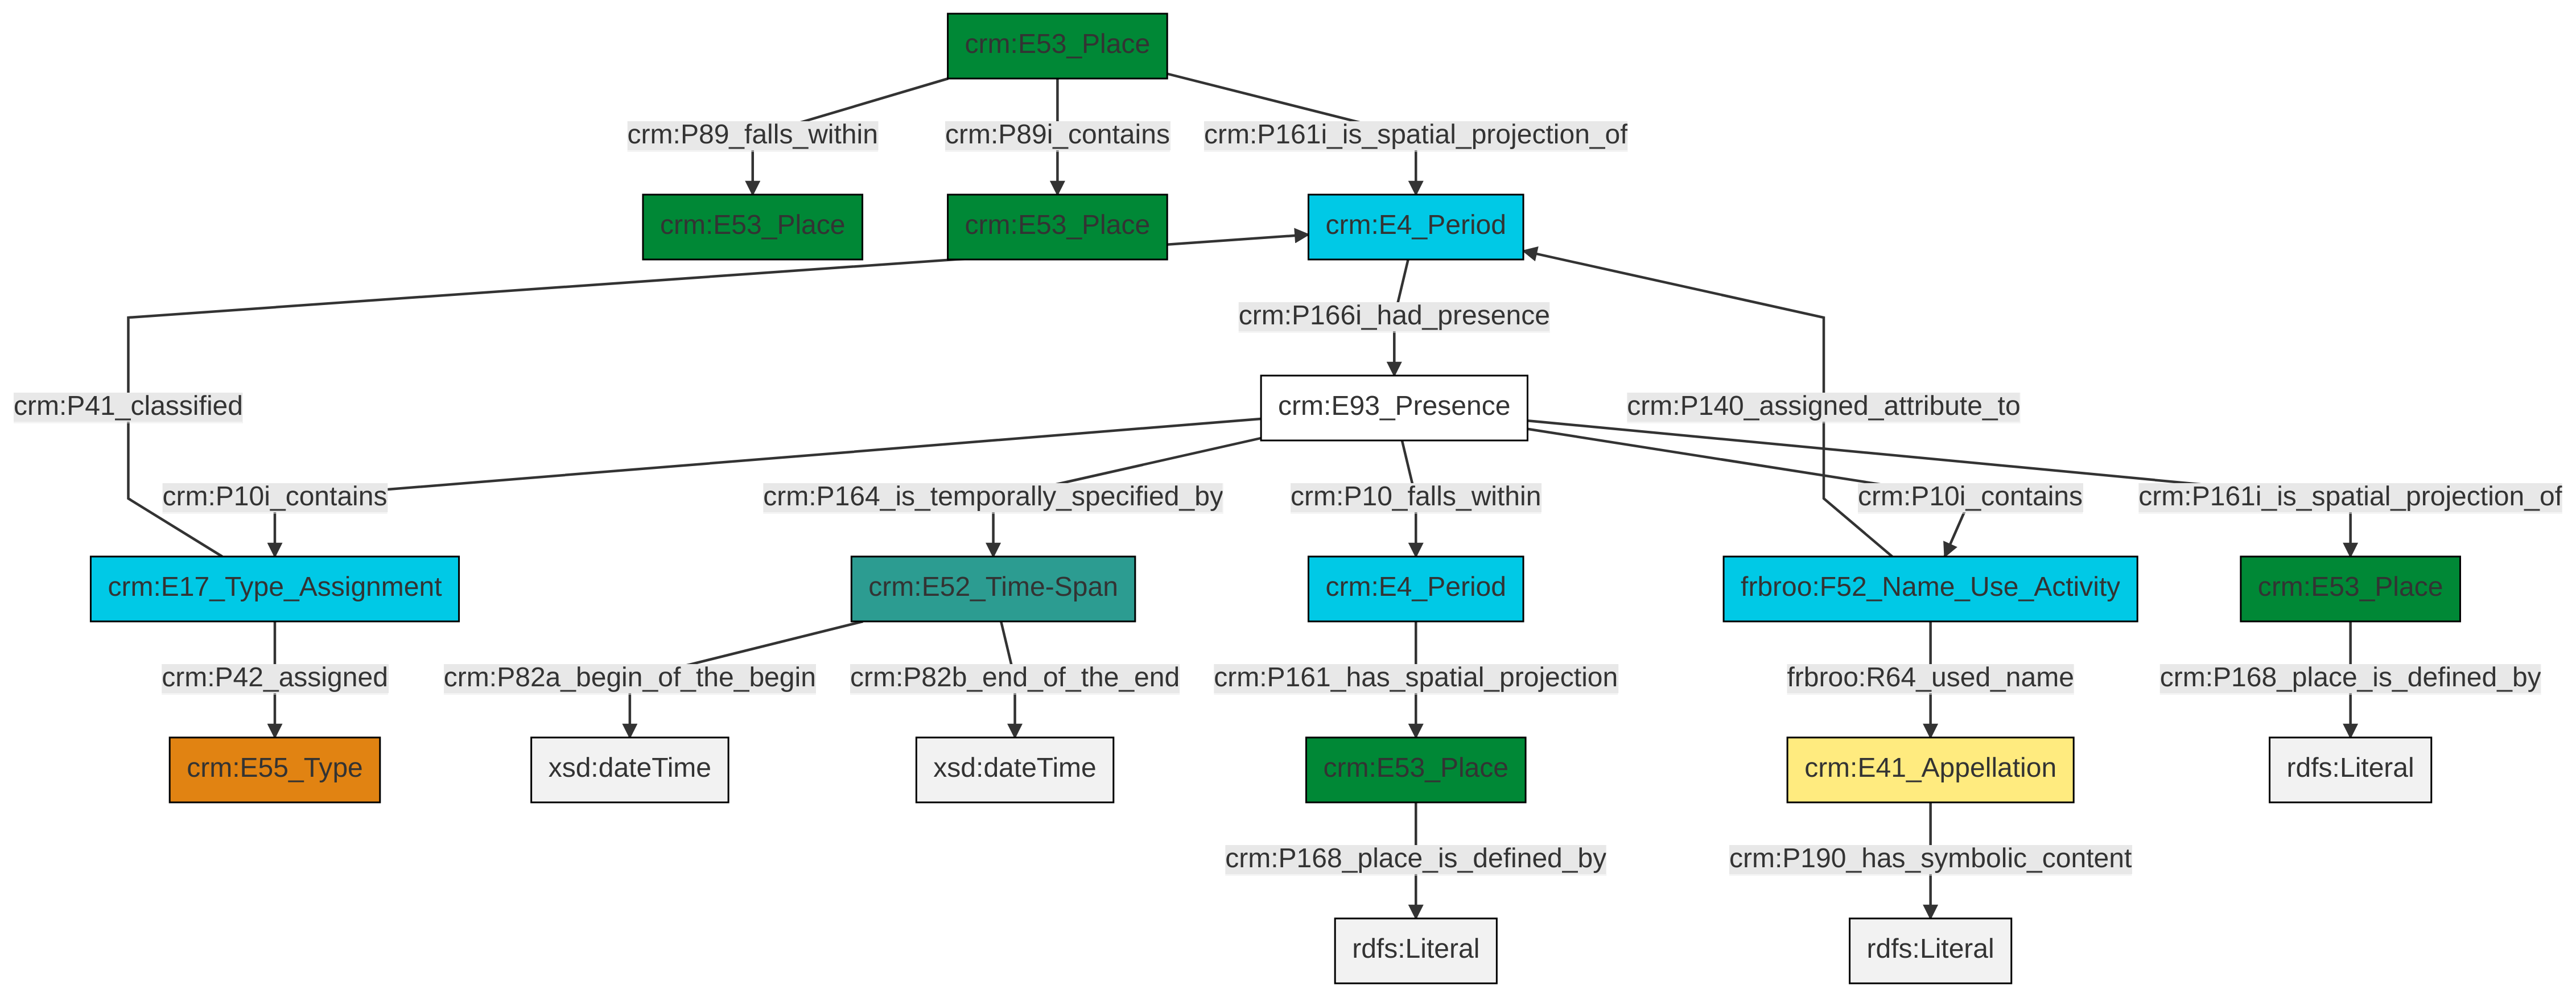 crm:E53_Place
crm:P89_falls_within
crm:P89i_contains
crm:P161i_is_spatial_projection_of
crm:E53_Place
crm:E53_Place
crm:E4_Period
crm:P166i_had_presence
crm:P41_classified
crm:E93_Presence
crm:P140_assigned_attribute_to
crm:P10i_contains
crm:P164_is_temporally_specified_by
crm:P10_falls_within
crm:P10i_contains
crm:P161i_is_spatial_projection_of
crm:E17_Type_Assignment
crm:E52_Time-Span
crm:E4_Period
frbroo:F52_Name_Use_Activity
crm:E53_Place
crm:P42_assigned
crm:P82a_begin_of_the_begin
crm:P82b_end_of_the_end
crm:P161_has_spatial_projection
frbroo:R64_used_name
crm:P168_place_is_defined_by
crm:E55_Type
xsd:dateTime
xsd:dateTime
crm:E53_Place
crm:E41_Appellation
rdfs:Literal
crm:P168_place_is_defined_by
crm:P190_has_symbolic_content
rdfs:Literal
rdfs:Literal